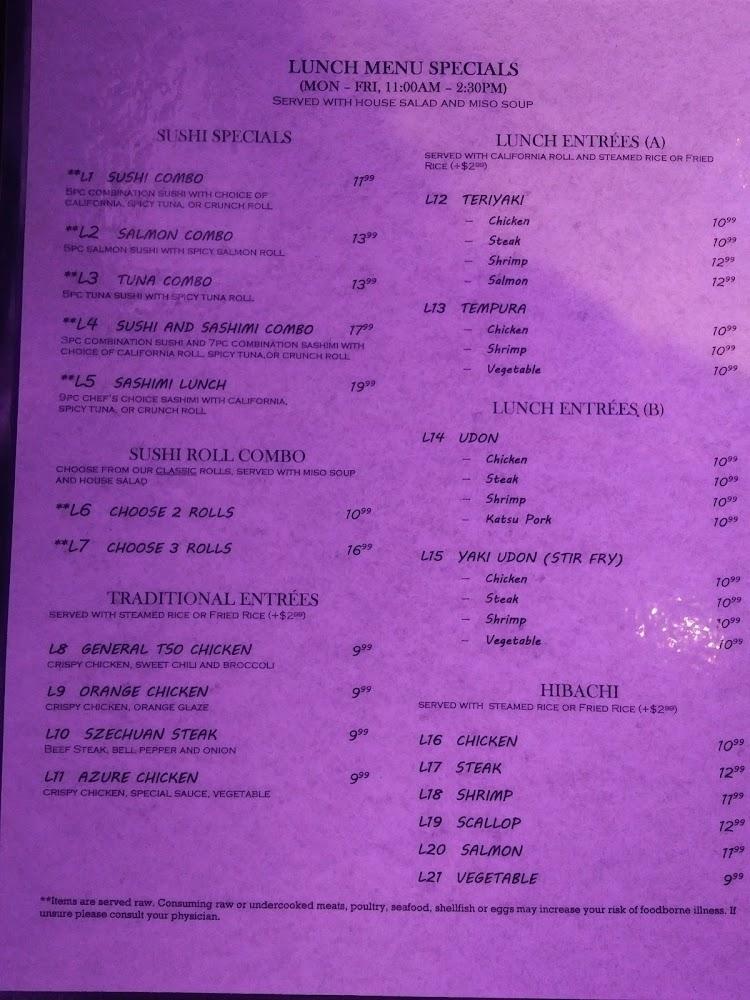 LUNCH MENU SPECIALS
(MON - FRI, 11:00AM - 2:30PM)
SERVED WITH HOUSE SALAD AND MISO SOUP
SUSHI SPECIALS
**L1 SUSHI COMBO 11.99
5PC COMBINATION SUSHI WITH CHOICE OF
CALIFORNIA, SPICY TUNA, OR CRUNCH ROLL
**L2 SALMON COMBO 13.99
5PC SALMON SUSHI WITH SPICY SALMON ROLL
**L3 TUNA COMBO 13.99
5PC TUNA SUSHI WITH SPICY TUNA ROLL
**L4 SUSHI AND SASHIMI COMBO 17.99
3PC COMBINATION SUSHI AND 7PC COMBINATION SASHIMI WITH
CHOICE OF CALIFORNIA ROLL, SPICY TUNA,OR CRUNCH ROLL
**L5 SASHIMI LUNCH 19.99
9PC CHEF'S CHOICE SASHIMI WITH CALIFORNIA,
SPICY TUNA, OR CRUNCH ROLL
SUSHI ROLL COMBO
CHOOSE FROM OUR CLASSIC ROLLS, SERVED WITH MISO SOUP
AND HOUSE SALAD
**L6 CHOOSE 2 ROLLS 10.99
**L7 CHOOSE 3 ROLLS 16.99
TRADITIONAL ENTRÉES
SERVED WITH STEAMED RICE OR FRIED RICE (+$2.99)
L8 GENERAL TSO CHICKEN 9.99
CRISPY CHICKEN, SWEET CHILI AND BROCCOLI
L9 ORANGE CHICKEN 9.99
CRISPY CHICKEN, ORANGE GLAZE
L10 SZECHUAN STEAK 9.99
BEEF STEAK, BELL PEPPER AND ONION
L11 AZURE CHICKEN 9.99
CRISPY CHICKEN, SPECIAL SAUCE, VEGETABLE
LUNCH ENTRÉES (A)
SERVED WITH CALIFORNIA ROLL AND STEAMED RICE OR FRIED
RICE (+$2.99)
L12 TERIYAKI
- Chicken 10.99
- Steak 10.99
- Shrimp 12.99
- Salmon 12.99
L13 TEMPURA
- Chicken 10.99
- Shrimp 10.99
- Vegetable 10.99
LUNCH ENTRÉES (B)
L14 UDON
- Chicken 10.99
- Steak 10.99
- Shrimp 10.99
- Katsu Pork 10.99
L15 YAKI UDON (STIR FRY)
- Chicken 10.99
- Steak 10.99
- Shrimp 10.99
- Vegetable 10.99
HIBACHI
SERVED WITH STEAMED RICE OR FRIED RICE (+$2.99)
L16 CHICKEN 10.99
L17 STEAK 12.99
L18 SHRIMP 11.99
L19 SCALLOP 12.99
L20 SALMON 11.99
L21 VEGETABLE 9.99
**Items are served raw. Consuming raw or undercooked meats, poultry, seafood, shellfish or eggs may increase your risk of foodborne illness. If
unsure please consult your physician.